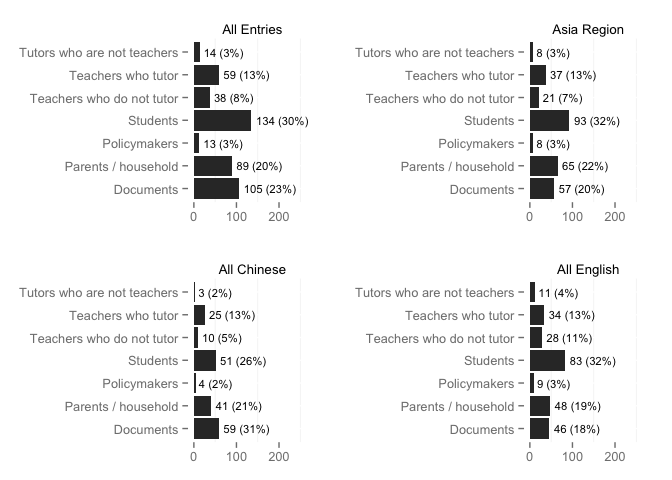 All Entries
Tutors who are not teachers 14 (3%)
Teachers who tutor 59 (13%)
Teachers who do not tutor 38 (8%)
Students 134 (30%)
Policymakers 13 (3%)
Parents / household 89 (20%)
Documents 105 (23%)
0 100 200
Asia Region
Tutors who are not teachers 8 (3%)
Teachers who tutor 37 (13%)
Teachers who do not tutor 21 (7%)
Students 93 (32%)
Policymakers 8 (3%)
Parents / household 65 (22%)
Documents 57 (20%)
0 100 200
All Chinese
Tutors who are not teachers 3 (2%)
Teachers who tutor 25 (13%)
Teachers who do not tutor 10 (5%)
Students 51 (26%)
Policymakers 4 (2%)
Parents / household 41 (21%)
Documents 59 (31%)
0 100 200
All English
Tutors who are not teachers 11 (4%)
Teachers who tutor 34 (13%)
Teachers who do not tutor 28 (11%)
Students 83 (32%)
Policymakers 9 (3%)
Parents / household 48 (19%)
Documents 46 (18%)
0 100 200